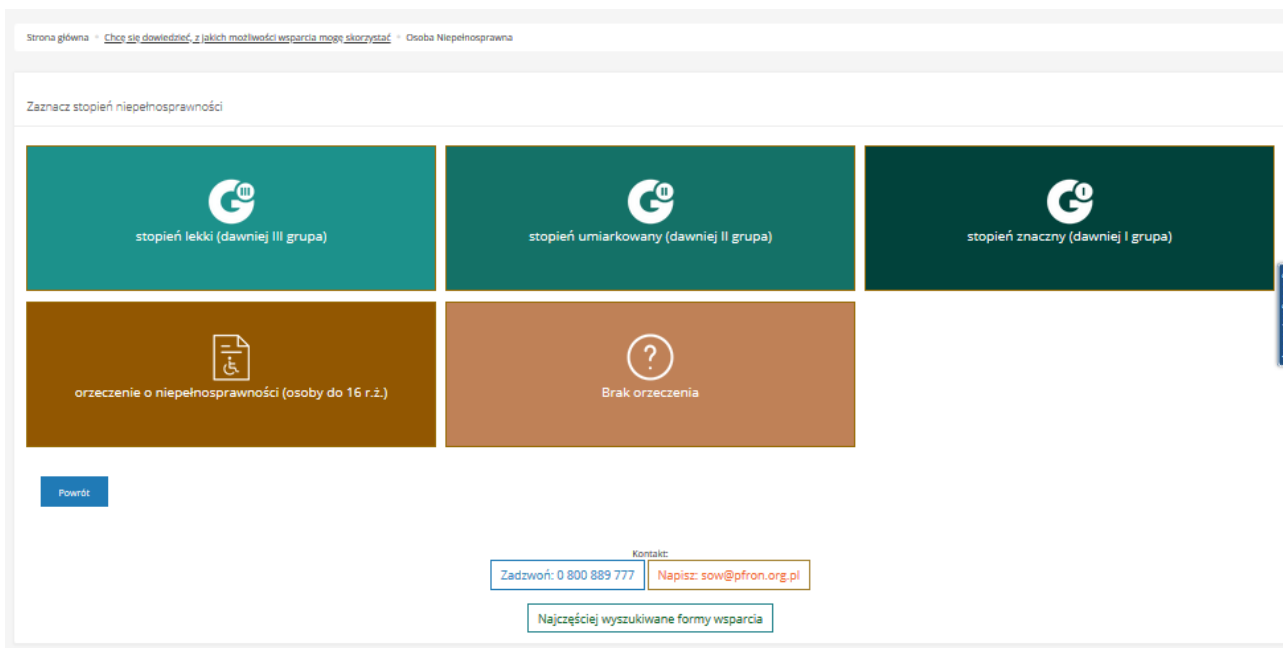 Strona główna Chcę się dowiedzieć, z jakich możliwości wsparcia mogę skorzystać Osoba Niepełnosprawna
Zaznacz stopień niepełnosprawności
G III
stopień lekki (dawniej III grupa)
G II
stopień umiarkowany (dawniej II grupa)
G I
stopień znaczny (dawniej I grupa)
orzeczenie o niepełnosprawności (osoby do 16 r.ż.)
?
Brak orzeczenia
Powrót
Kontakt:
Zadzwoń: 0 800 889 777 Napisz: sow@pfron.org.pl
Najczęściej wyszukiwane formy wsparcia